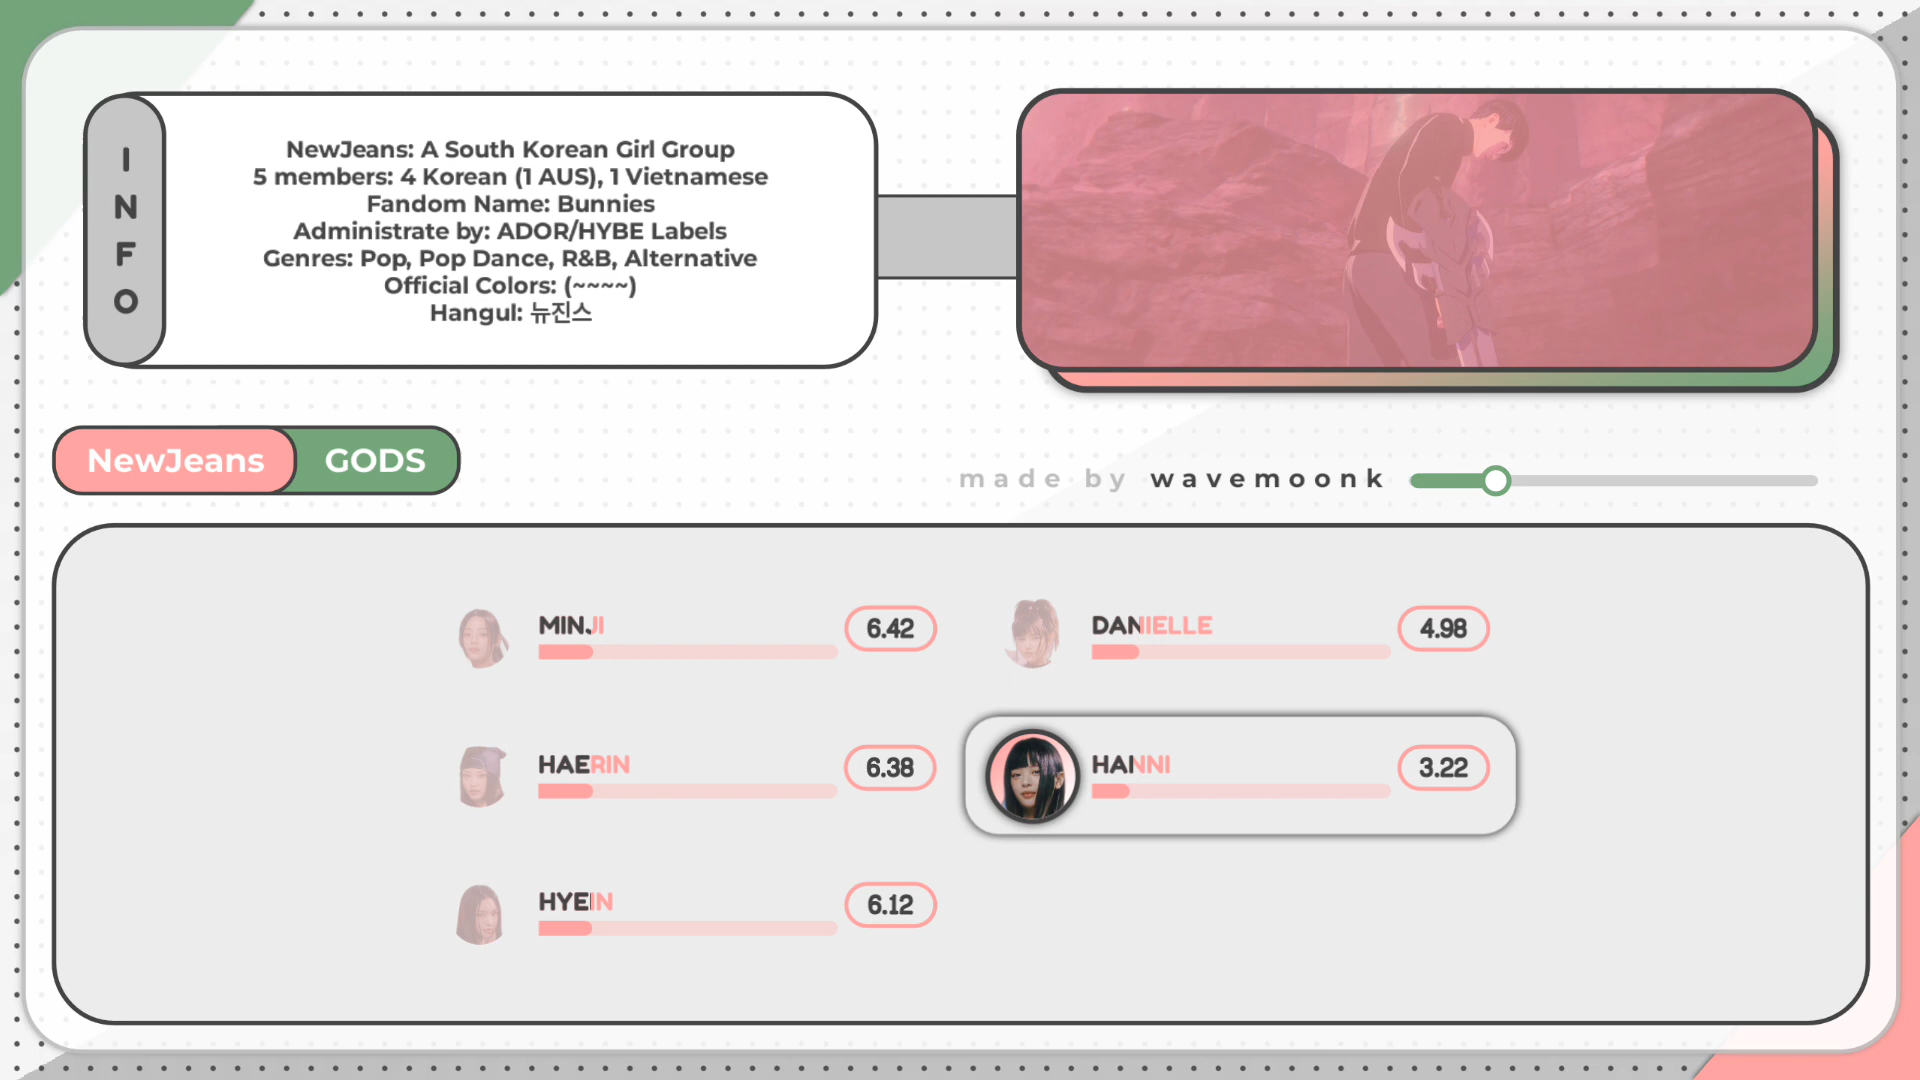 INFO
NewJeans: A South Korean Girl Group
5 members: 4 Korean (1 AUS), 1 Vietnamese
Fandom Name: Bunnies
Administrate by: ADOR/HYBE Labels
Genres: Pop, Pop Dance, R&B, Alternative
Official Colors: (~~~~)
Hangul: 뉴진스
NewJeans GODS
made by wavemoonk
MINJI 6.42
DANIELLE 4.98
HAERIN 6.38
HANNI 3.22
HYEIN 6.12